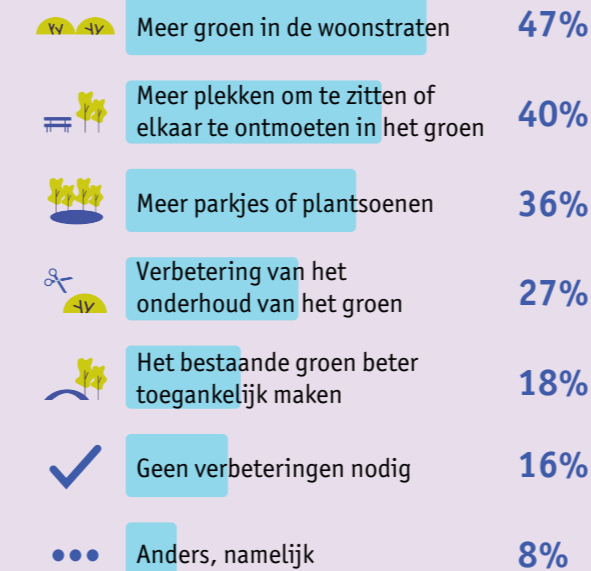 Meer groen in de woonstraten 47%
Meer plekken om te zitten of
elkaar te ontmoeten in het groen 40%
Meer parkjes of plantsoenen 36%
Verbetering van het
onderhoud van het groen 27%
Het bestaande groen beter
toegankelijk maken 18%
Geen verbeteringen nodig 16%
Anders, namelijk 8%